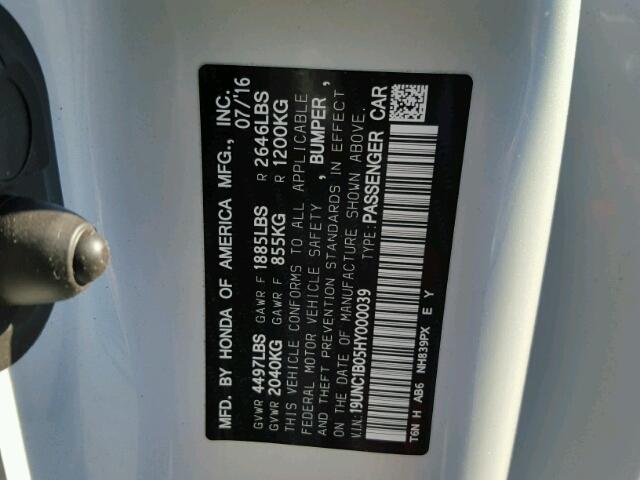 MFD. BY HONDA OF AMERICA MFG., INC. 07/'16
GVWR 4497LBS GAWR F 1885LBS R 2646LBS
GVWR 2040KG GAWR F 855KG R 1200KG
THIS VEHICLE CONFORMS TO ALL APPLICABLE
FEDERAL MOTOR VEHICLE SAFETY , BUMPER ,
AND THEFT PREVENTION STANDARDS IN EFFECT
ON THE DATE OF MANUFACTURE SHOWN ABOVE.
V.I.N: 19UNC1B05HY000039 TYPE: PASSENGER CAR
T6N H AB6 NH839PX E Y